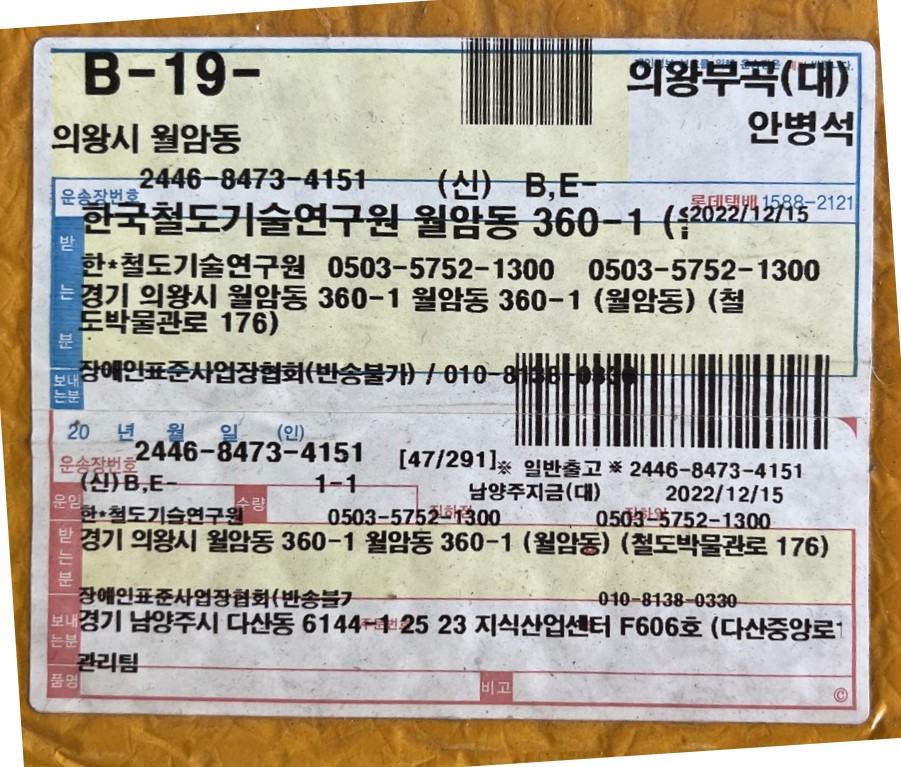 B-19-
의왕부곡(대)
의왕시 월암동
안병석
운송장번호 2446-8473-4151 (신) B,E-
롯데택배 1588-2121
한국철도기술연구원 월암동 360-1 (
2022/12/15
받는분
한*철도기술연구원 0503-5752-1300 0503-5752-1300
경기 의왕시 월암동 360-1 월암동 360-1 (월암동) (철
도박물관로 176)
보내는분
장애인표준사업장협회(반송불가) / 010-8138-0330
20 년 월 일 (인)
운송장번호 2446-8473-4151 [47/291]※ 일반출고 ※ 2446-8473-4151
(신)B,E- 1-1 남양주지금(대) 2022/12/15
운임 수량
한*철도기술연구원 0503-5752-1300 0503-5752-1300
받는분
경기 의왕시 월암동 360-1 월암동 360-1 (월암동) (철도박물관로 176)
장애인표준사업장협회(반송불가 010-8138-0330
보내는분
경기 남양주시 다산동 6144-1 25 23 지식산업센터 F606호 (다산중앙로1
관리팀
품명 비고 ©